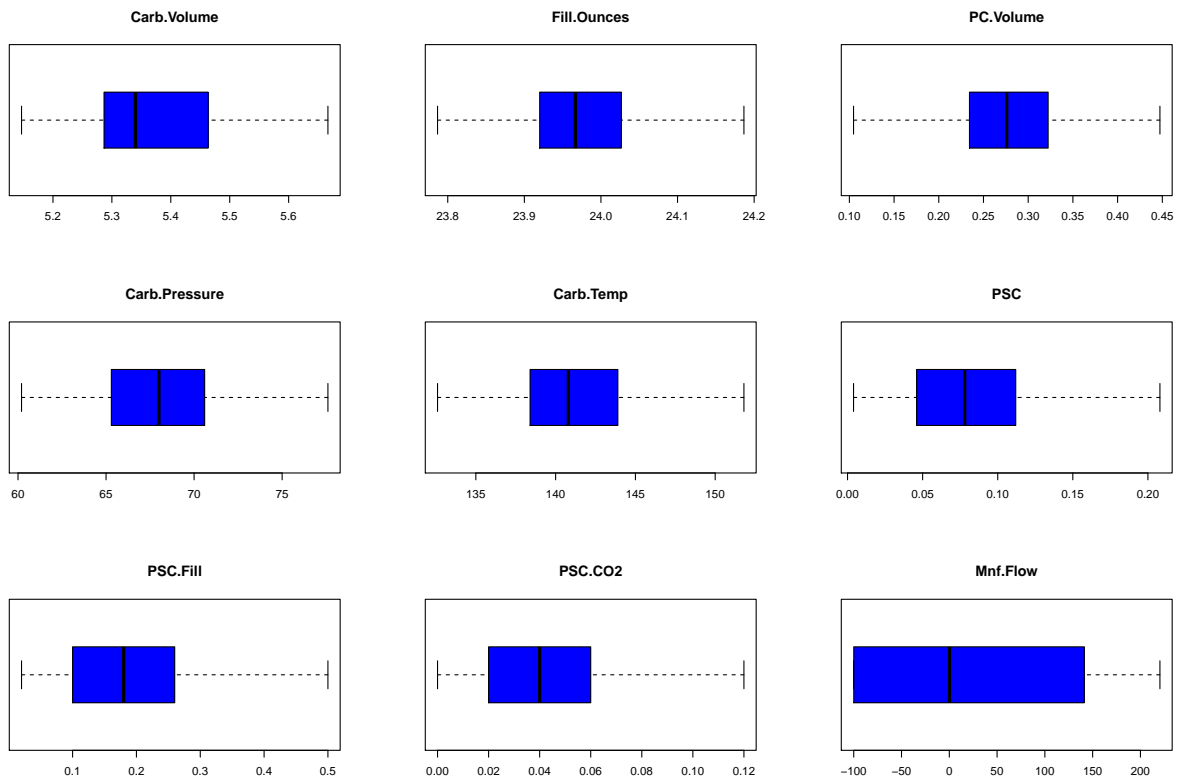 Carb.Volume
5.2 5.3 5.4 5.5 5.6
Fill.Ounces
23.8 23.9 24.0 24.1 24.2
PC.Volume
0.10 0.15 0.20 0.25 0.30 0.35 0.40 0.45
Carb.Pressure
60 65 70 75
Carb.Temp
135 140 145 150
PSC
0.00 0.05 0.10 0.15 0.20
PSC.Fill
0.1 0.2 0.3 0.4 0.5
PSC.CO2
0.00 0.02 0.04 0.06 0.08 0.10 0.12
Mnf.Flow
−100 −50 0 50 100 150 200